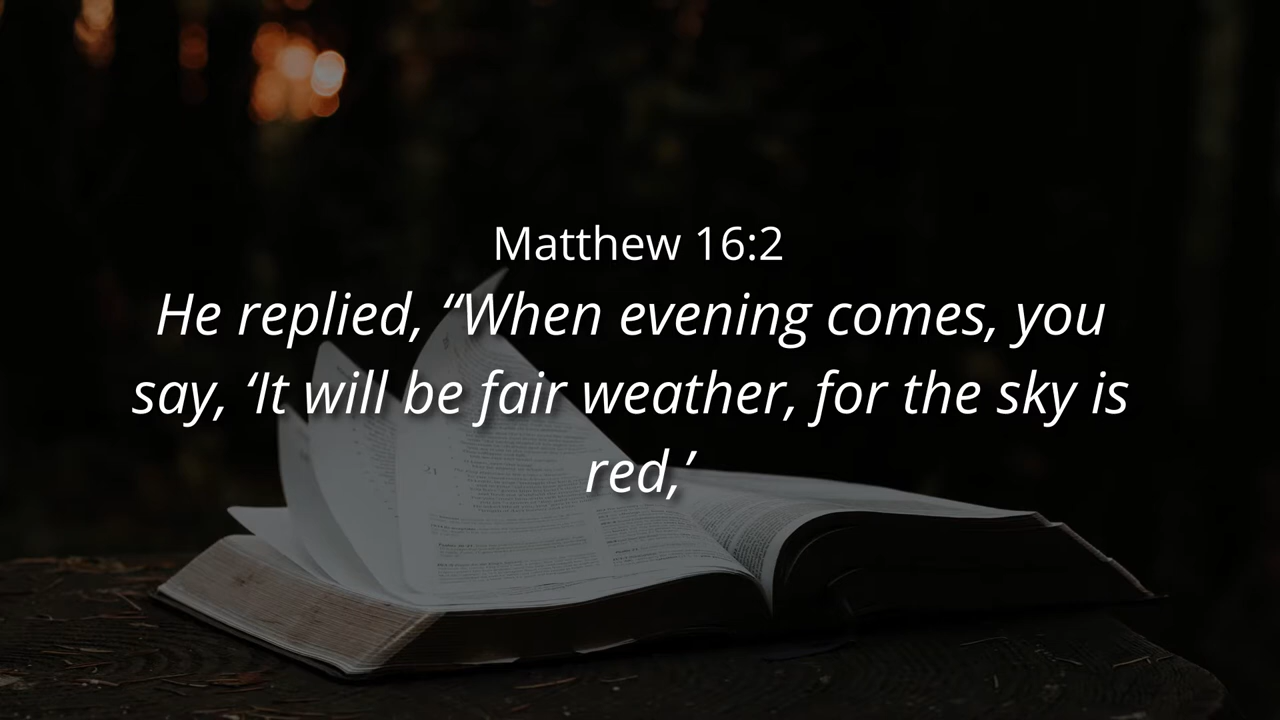 Matthew 16:2
He replied, “When evening comes, you
say, ‘It will be fair weather, for the sky is
red,’